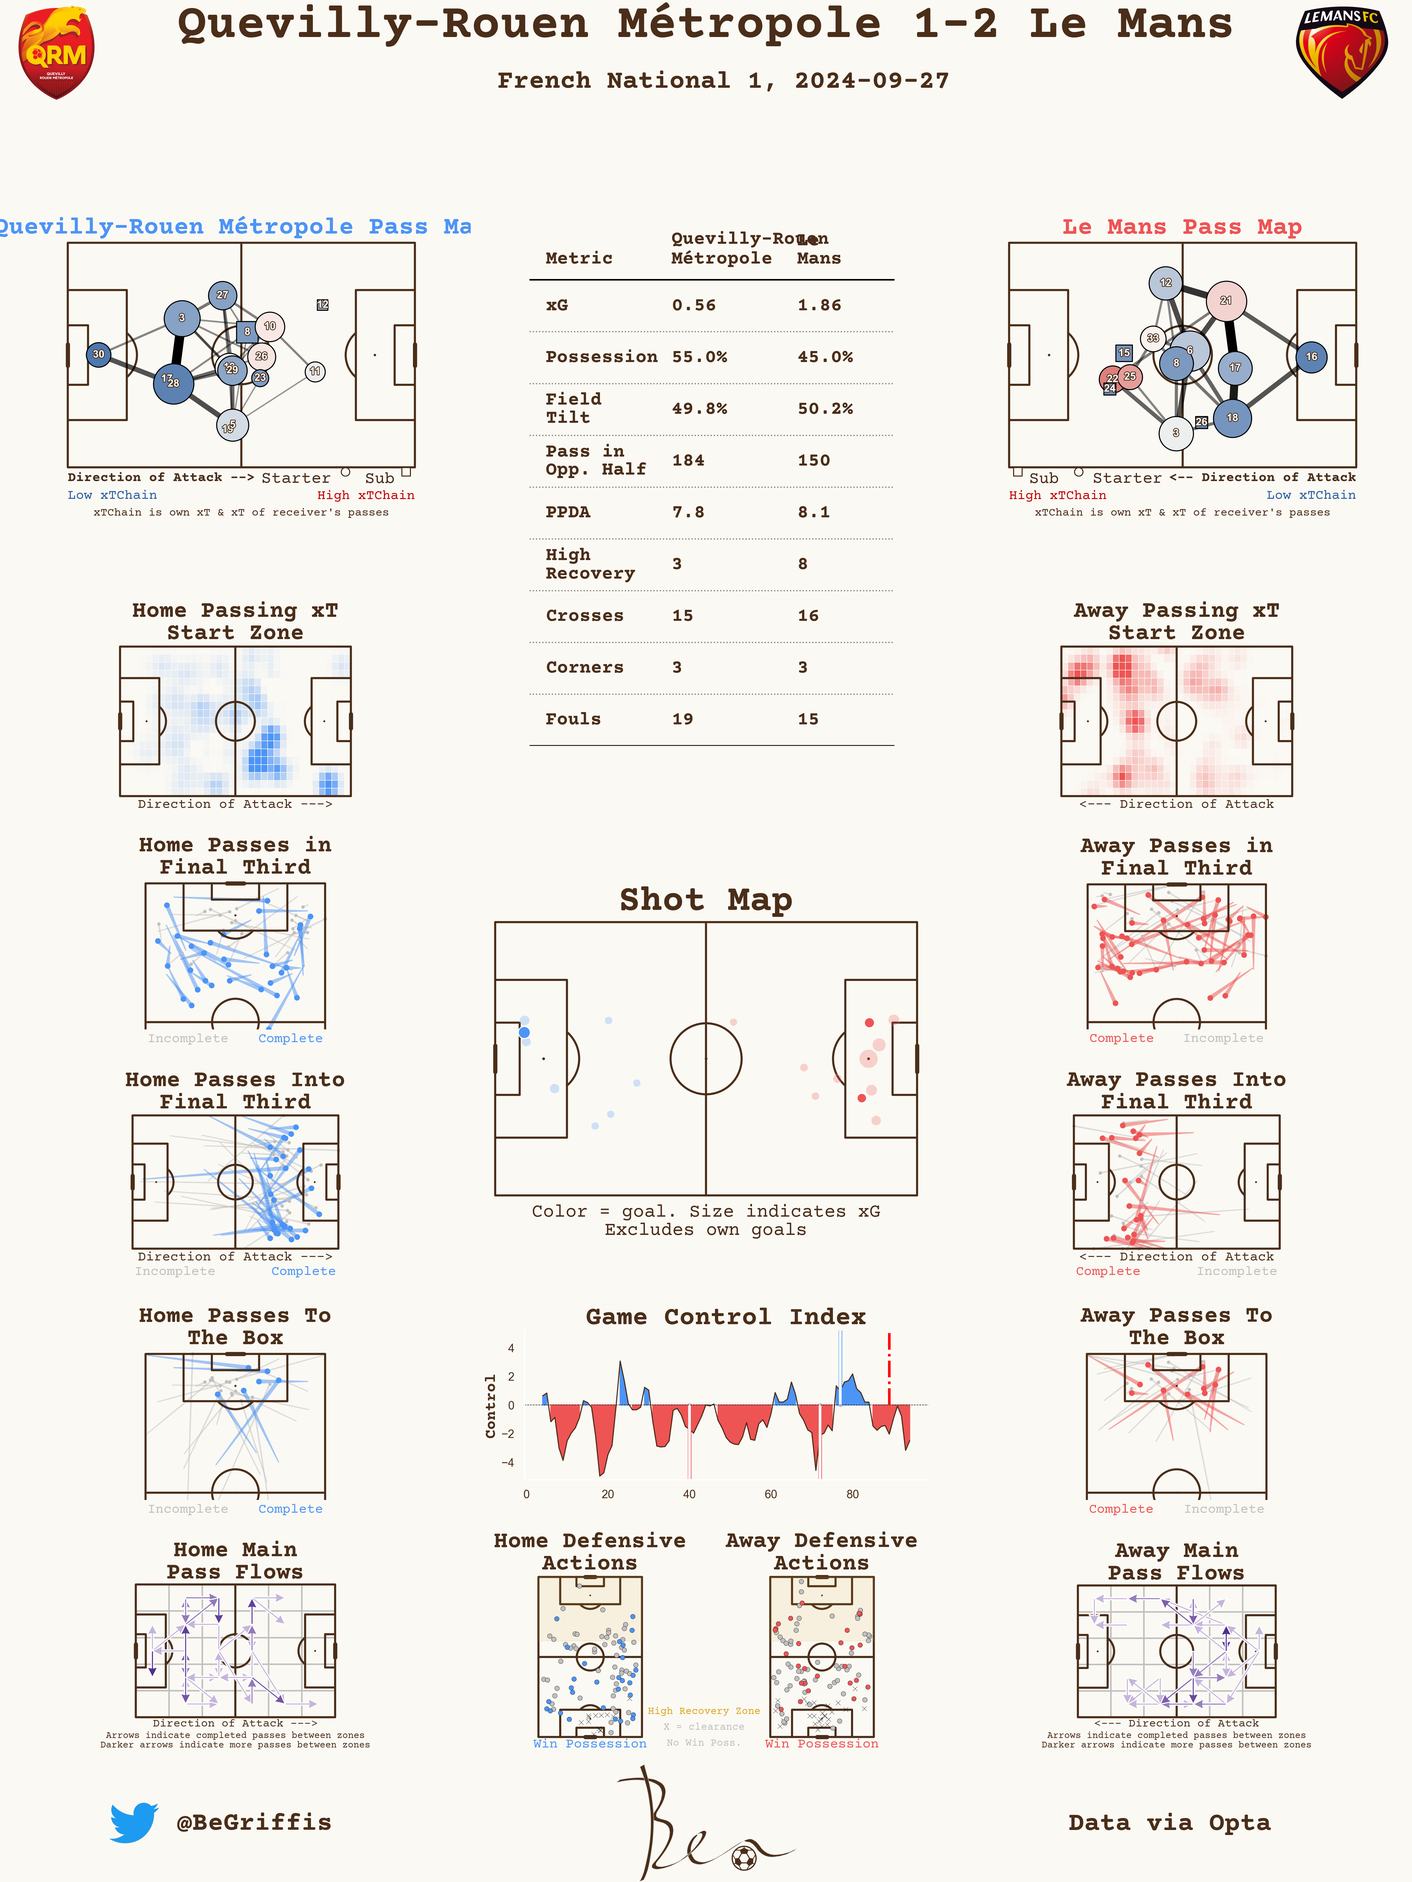 Quevilly-Rouen Métropole 1-2 Le Mans
French National 1, 2024-09-27
QRM
QUEVILLY
ROUEN MÉTROPOLE
LEMANS FC
Quevilly-Rouen Métropole Pass Ma
30
3
27
17
28
8
10
26
29
23
5
19
11
12
Direction of Attack --> Starter Sub
Low xTChain High xTChain
xTChain is own xT & xT of receiver's passes
Metric Quevilly-Rouen Métropole Le Mans
xG 0.56 1.86
Possession 55.0% 45.0%
Field Tilt 49.8% 50.2%
Pass in Opp. Half 184 150
PPDA 7.8 8.1
High Recovery 3 8
Crosses 15 16
Corners 3 3
Fouls 19 15
Le Mans Pass Map
12
21
33
6
15
8
22
25
24
17
16
18
26
3
Sub Starter <-- Direction of Attack
High xTChain Low xTChain
xTChain is own xT & xT of receiver's passes
Home Passing xT
Start Zone
Direction of Attack --->
Away Passing xT
Start Zone
<--- Direction of Attack
Home Passes in
Final Third
Incomplete Complete
Away Passes in
Final Third
Complete Incomplete
Shot Map
Color = goal. Size indicates xG
Excludes own goals
Home Passes Into
Final Third
Direction of Attack --->
Incomplete Complete
Away Passes Into
Final Third
<--- Direction of Attack
Complete Incomplete
Home Passes To
The Box
Incomplete Complete
Game Control Index
Control
4
2
0
−2
−4
0 20 40 60 80
Away Passes To
The Box
Complete Incomplete
Home Main
Pass Flows
Direction of Attack --->
Arrows indicate completed passes between zones
Darker arrows indicate more passes between zones
Home Defensive
Actions
Win Possession
High Recovery Zone
X = clearance
No Win Poss.
Away Defensive
Actions
Win Possession
Away Main
Pass Flows
<--- Direction of Attack
Arrows indicate completed passes between zones
Darker arrows indicate more passes between zones
@BeGriffis
Ben
Data via Opta